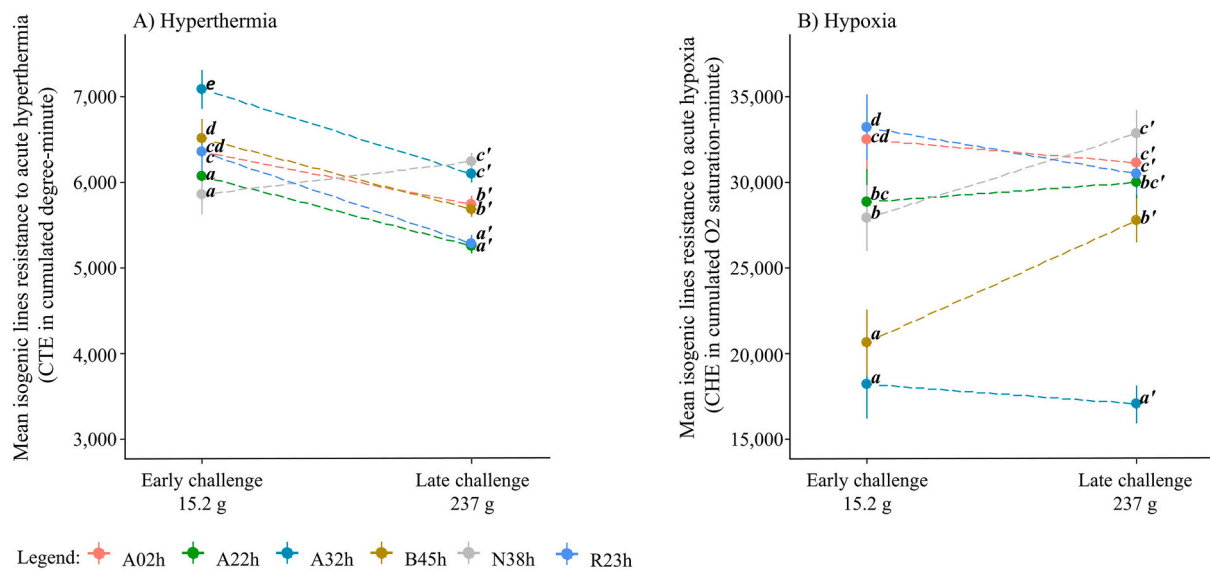 A) Hyperthermia
Mean isogenic lines resistance to acute hyperthermia
(CTE in cumulated degree-minute)
7,000
6,000
5,000
4,000
3,000
e
d
cd
c
a
a
c'
c'
b'
b'
a'
a'
Early challenge
15.2 g
Late challenge
237 g
B) Hypoxia
Mean isogenic lines resistance to acute hypoxia
(CHE in cumulated O2 saturation-minute)
35,000
30,000
25,000
20,000
15,000
d
cd
bc
b
a
a
c'
c'
c'
bc'
b'
a'
Early challenge
15.2 g
Late challenge
237 g
Legend: A02h A22h A32h B45h N38h R23h